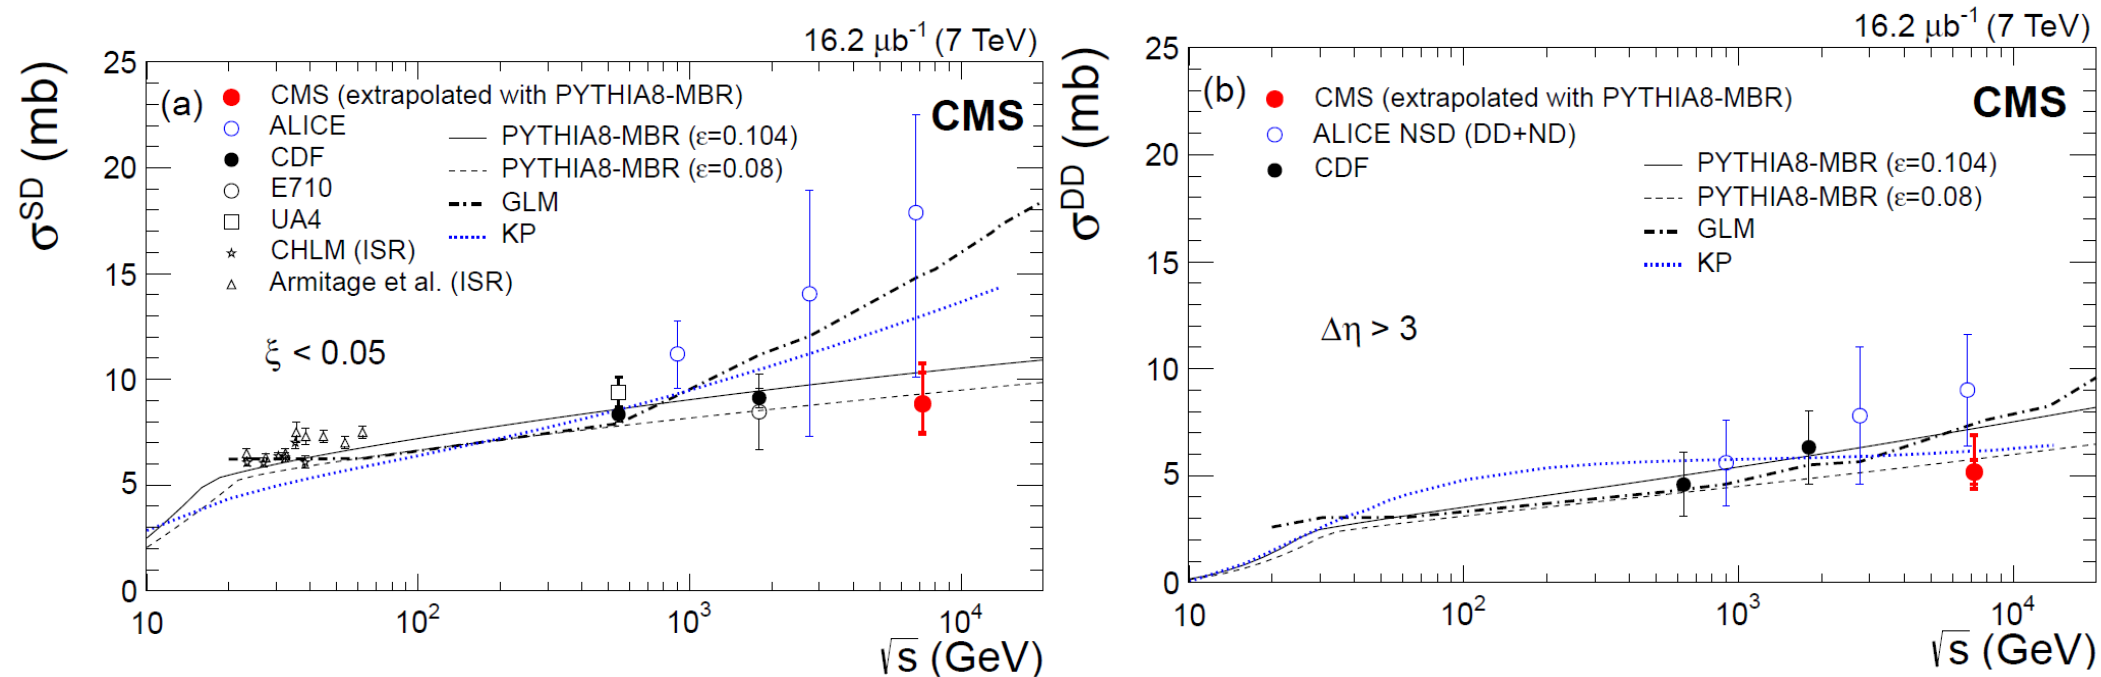 16.2 μb⁻¹ (7 TeV)
(a)
CMS
CMS (extrapolated with PYTHIA8-MBR)
ALICE
CDF
E710
UA4
CHLM (ISR)
Armitage et al. (ISR)
PYTHIA8-MBR (ε=0.104)
PYTHIA8-MBR (ε=0.08)
GLM
KP
ξ < 0.05
σSD (mb)
25
20
15
10
5
0
10
10²
10³
10⁴
√s (GeV)
16.2 μb⁻¹ (7 TeV)
(b)
CMS
CMS (extrapolated with PYTHIA8-MBR)
ALICE NSD (DD+ND)
CDF
PYTHIA8-MBR (ε=0.104)
PYTHIA8-MBR (ε=0.08)
GLM
KP
Δη > 3
σDD (mb)
25
20
15
10
5
0
10
10²
10³
10⁴
√s (GeV)